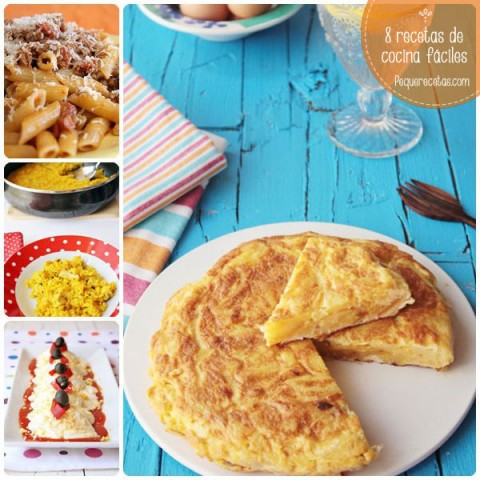 8 recetas de
cocina fáciles
Pequerecetas.com